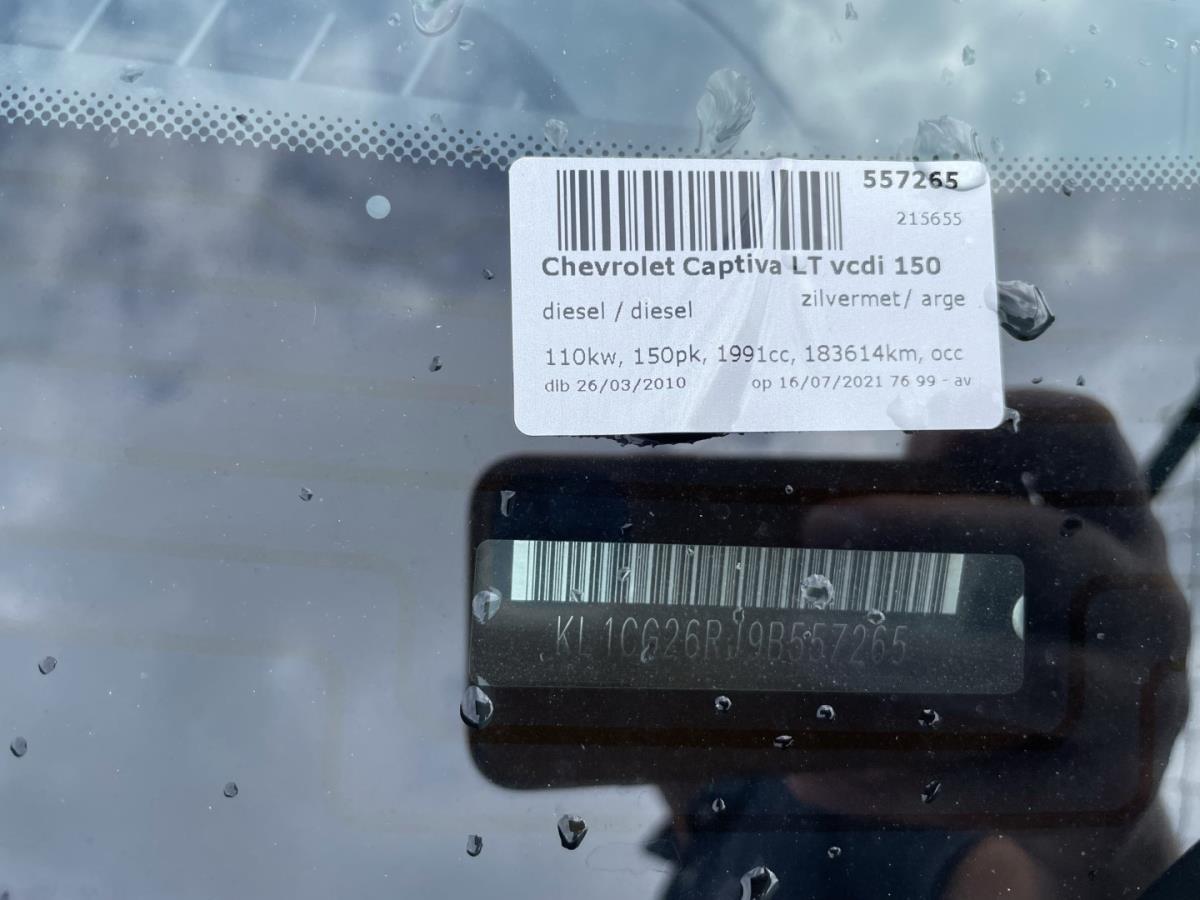 557265
215655
Chevrolet Captiva LT vcdi 150
diesel / diesel zilvermet/ arge
110kw, 150pk, 1991cc, 183614km, occ
dib 26/03/2010 op 16/07/2021 76 99 - av
KL1CG26RJ9B557265